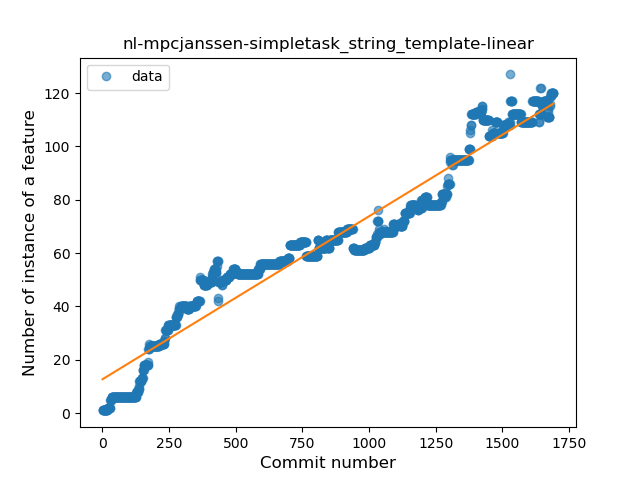 nl-mpcjanssen-simpletask_string_template-linear
data
Number of instance of a feature
120
100
80
60
40
20
0
0 250 500 750 1000 1250 1500 1750
Commit number